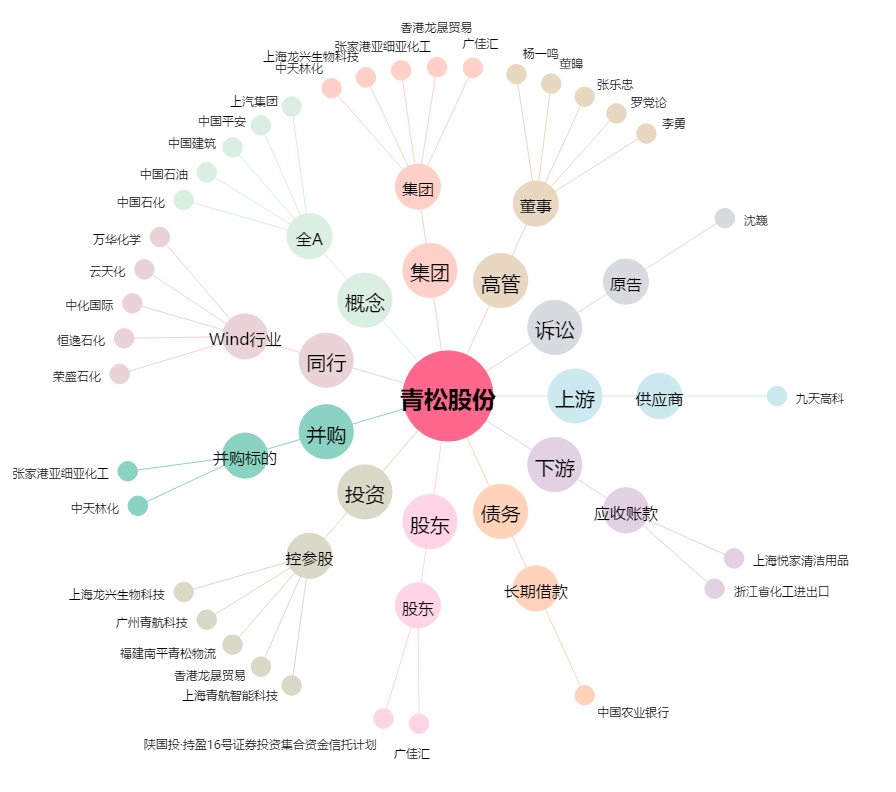 香港龙晟贸易
张家港亚细亚化工
广佳汇
上海龙兴生物科技
中天林化
杨一鸣
董皞
张乐忠
罗党论
李勇
上汽集团
中国平安
中国建筑
中国石油
中国石化
集团
董事
沈巍
全A
万华化学
云天化
中化国际
恒逸石化
荣盛石化
集团
高管
原告
概念
诉讼
Wind行业
同行
青松股份
上游
供应商
九天高科
并购
并购标的
张家港亚细亚化工
中天林化
下游
应收账款
上海悦家清洁用品
浙江省化工进出口
投资
股东
债务
控参股
长期借款
股东
上海龙兴生物科技
广州青航科技
福建南平青松物流
香港龙晟贸易
上海青航智能科技
中国农业银行
陕国投·持盈16号证券投资集合资金信托计划
广佳汇